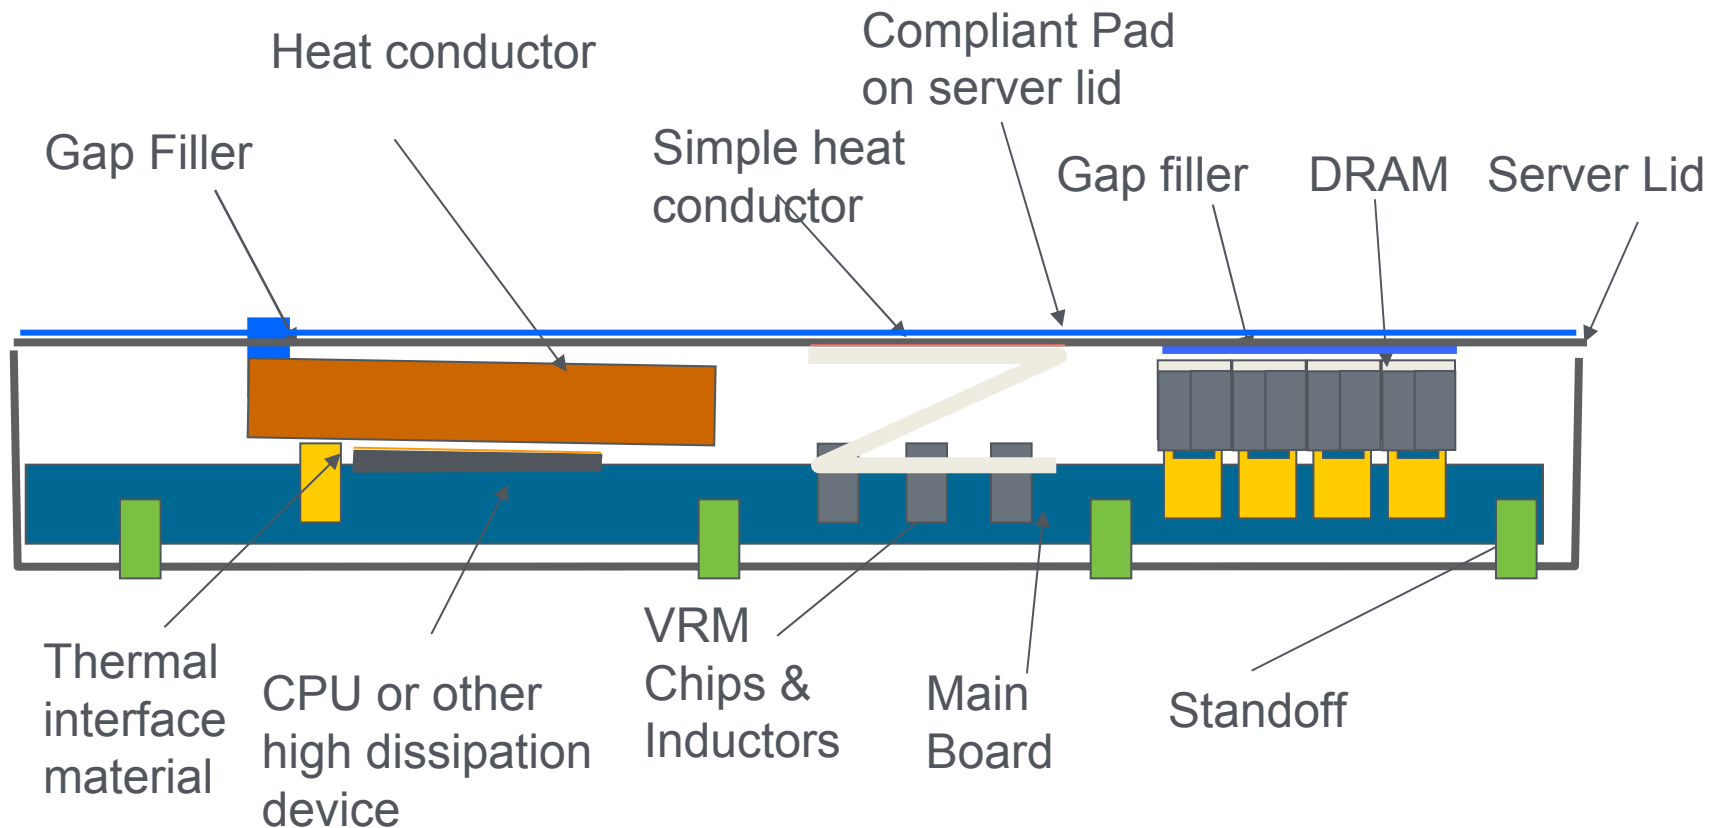 Heat conductor
Compliant Pad
on server lid
Gap Filler
Simple heat
conductor
Gap filler
DRAM
Server Lid
Thermal
interface
material
CPU or other
high dissipation
device
VRM
Chips &
Inductors
Main
Board
Standoff